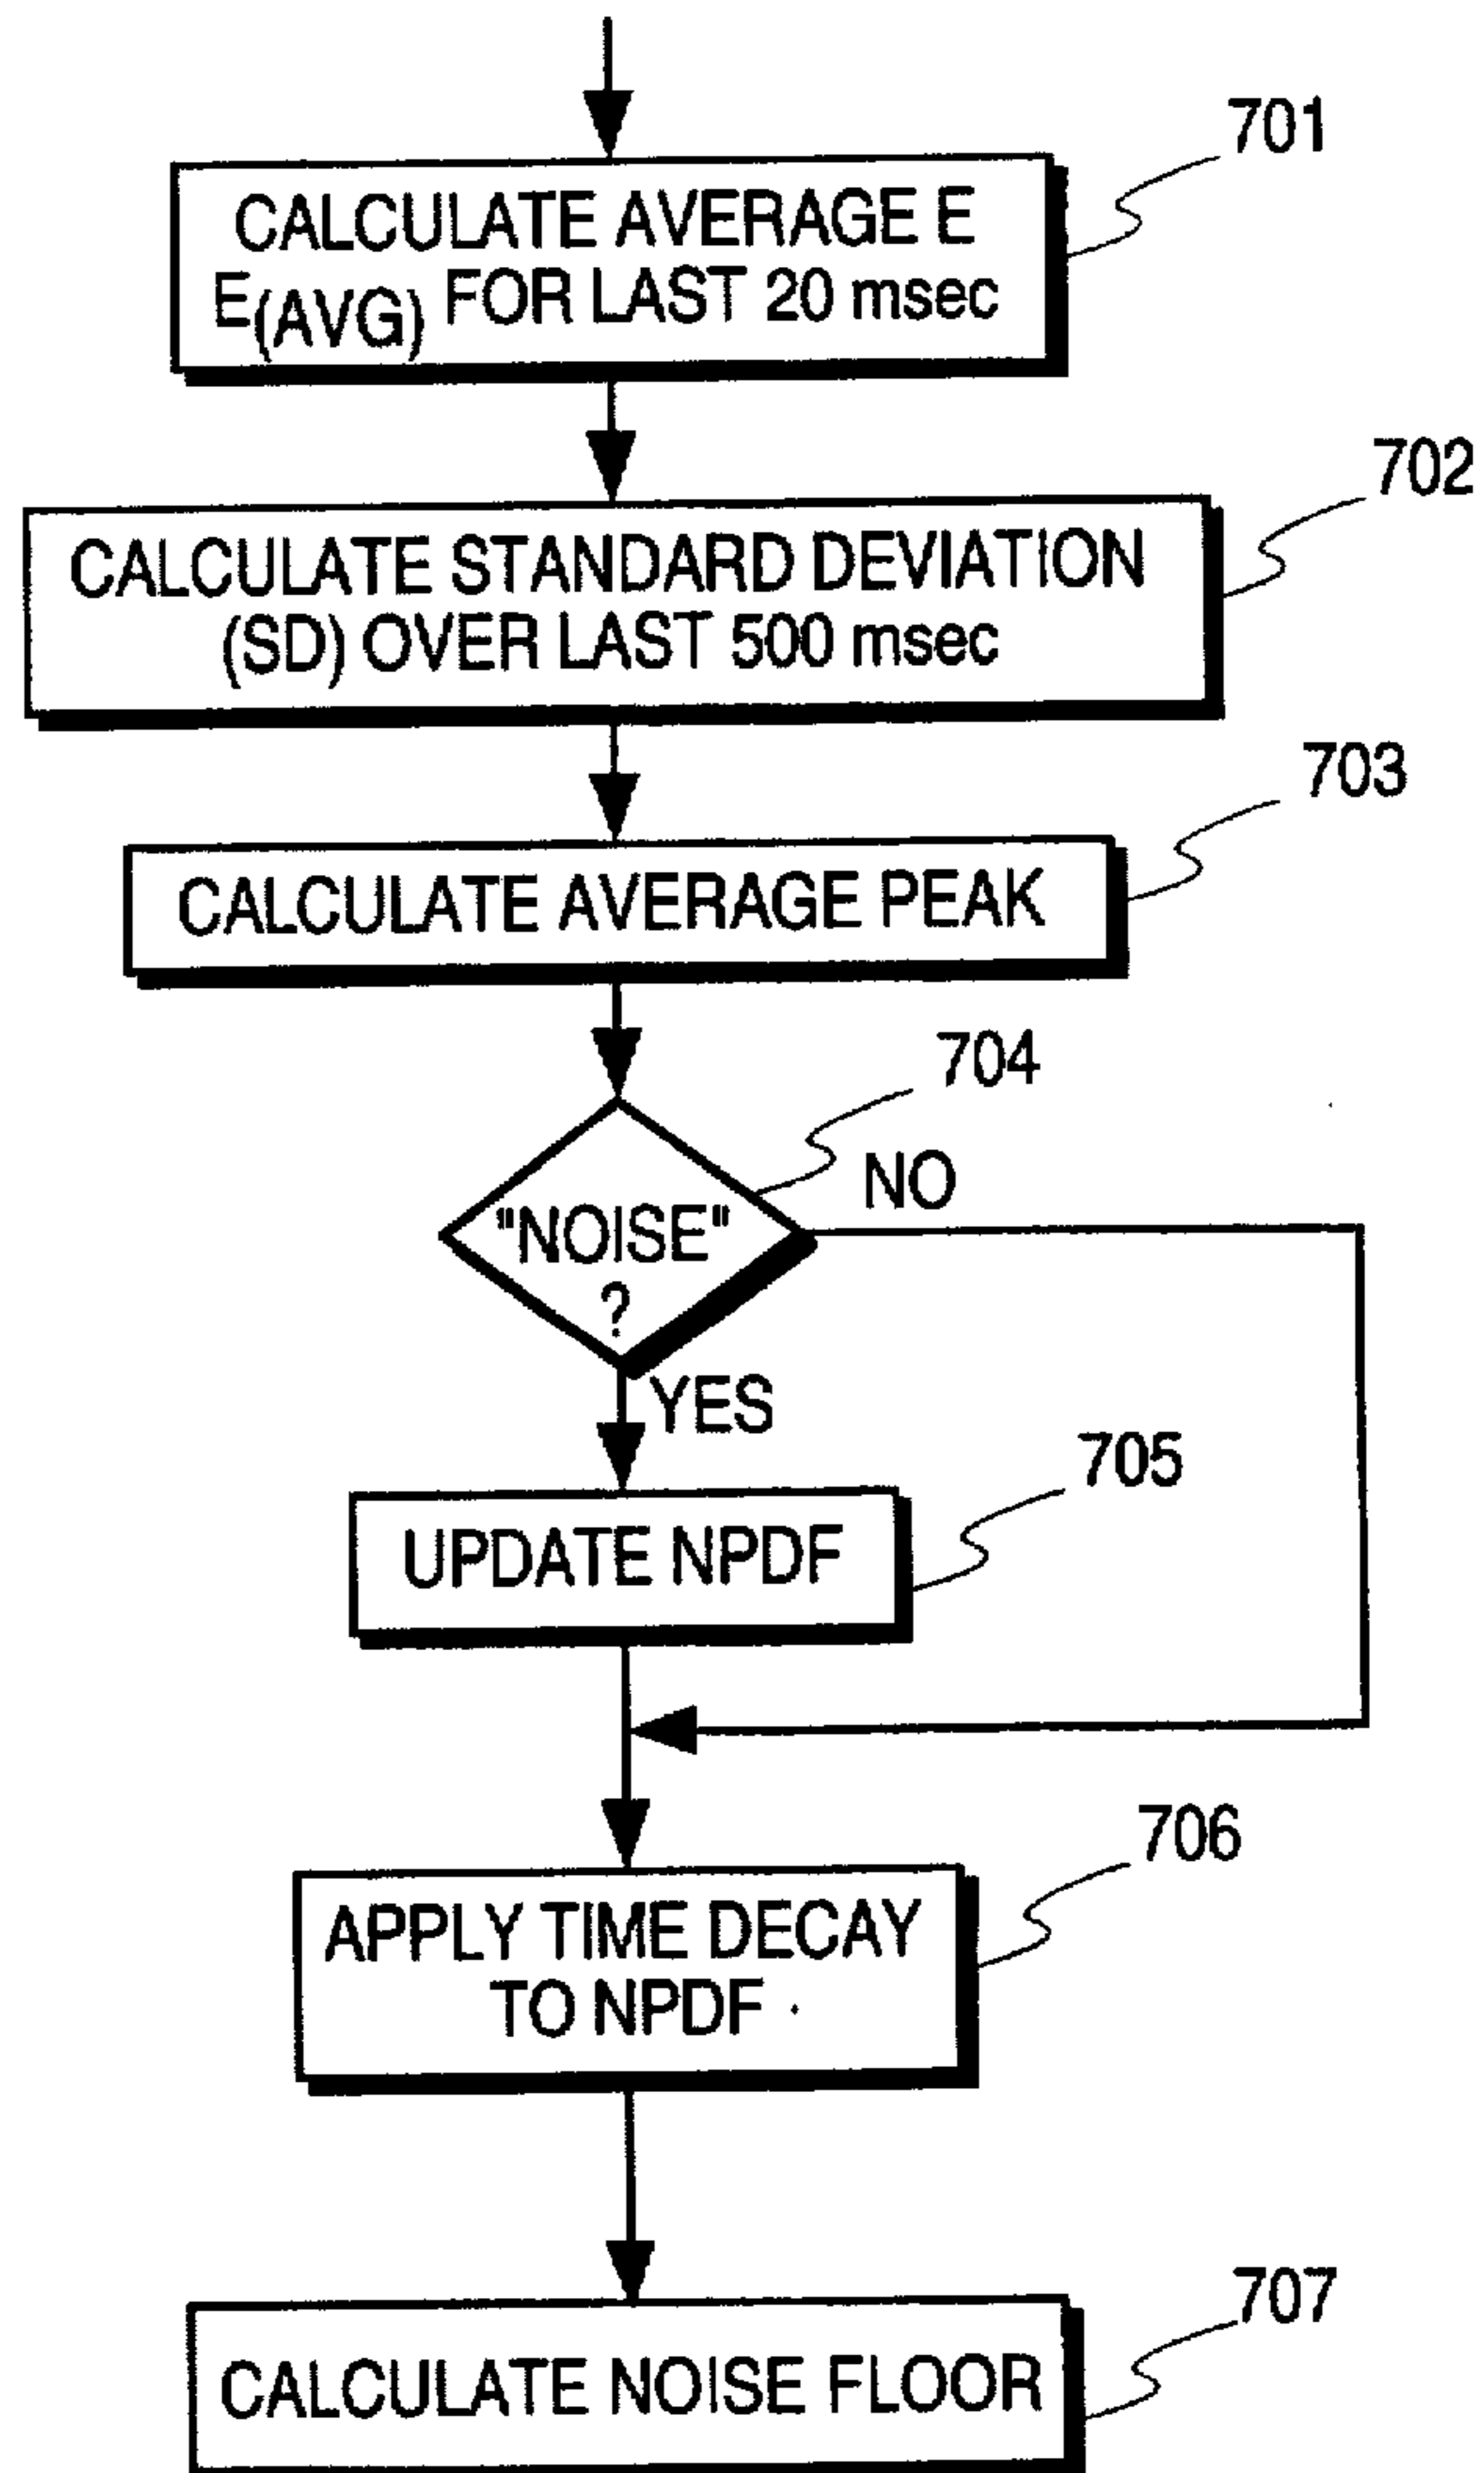 701
CALCULATE AVERAGE E
E(AVG) FOR LAST 20 msec
702
CALCULATE STANDARD DEVIATION
(SD) OVER LAST 500 msec
703
CALCULATE AVERAGE PEAK
704
NO
"NOISE"
?
YES
705
UPDATE NPDF
706
APPLY TIME DECAY
TO NPDF
707
CALCULATE NOISE FLOOR